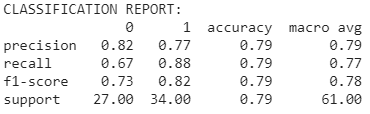 CLASSIFICATION REPORT:
0 1 accuracy macro avg
precision 0.82 0.77 0.79 0.79
recall 0.67 0.88 0.79 0.77
f1-score 0.73 0.82 0.79 0.78
support 27.00 34.00 0.79 61.00